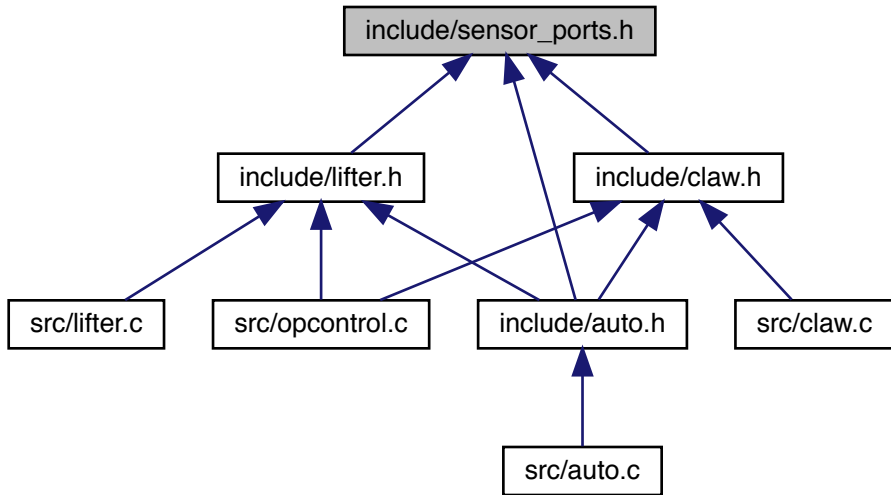 include/sensor_ports.h
include/lifter.h
include/claw.h
src/lifter.c
src/opcontrol.c
include/auto.h
src/claw.c
src/auto.c